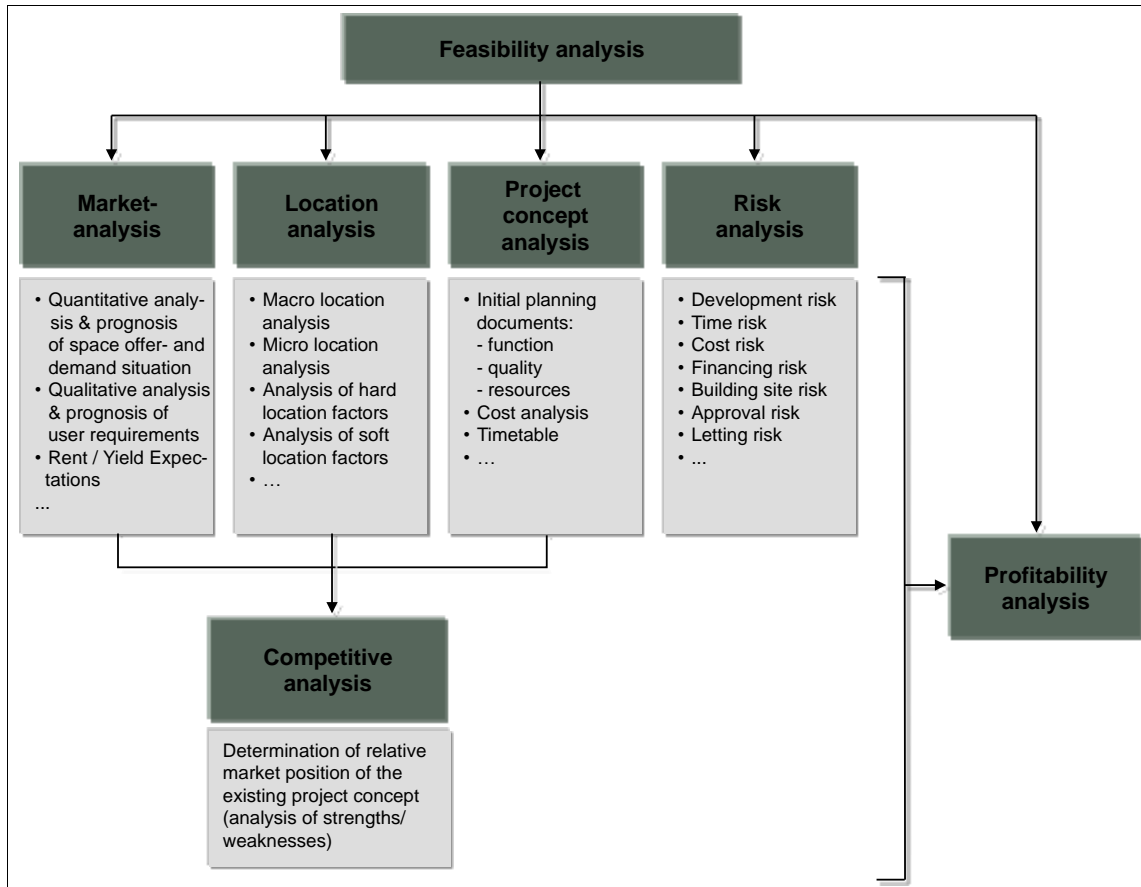 Feasibility analysis
Market-
analysis
Location
analysis
Project
concept
analysis
Risk
analysis
• Quantitative analy-
sis & prognosis
of space offer- and
demand situation
• Qualitative analysis
& prognosis of
user requirements
• Rent / Yield Expec-
tations
...
• Macro location
analysis
• Micro location
analysis
• Analysis of hard
location factors
• Analysis of soft
location factors
• …
• Initial planning
documents:
- function
- quality
- resources
• Cost analysis
• Timetable
• …
• Development risk
• Time risk
• Cost risk
• Financing risk
• Building site risk
• Approval risk
• Letting risk
• ...
Profitability
analysis
Competitive
analysis
Determination of relative
market position of the
existing project concept
(analysis of strengths/
weaknesses)